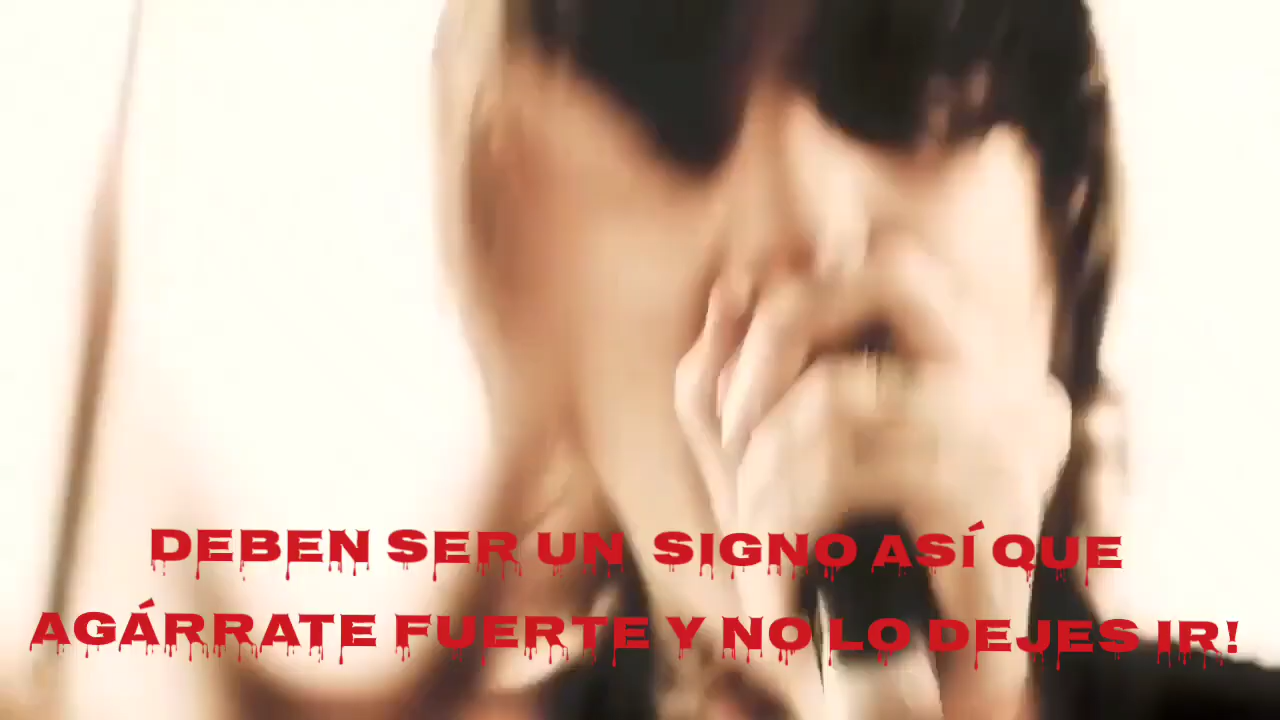 DEBEN SER UN SIGNO ASÍ QUE
AGÁRRATE FUERTE Y NO LO DEJES IR!